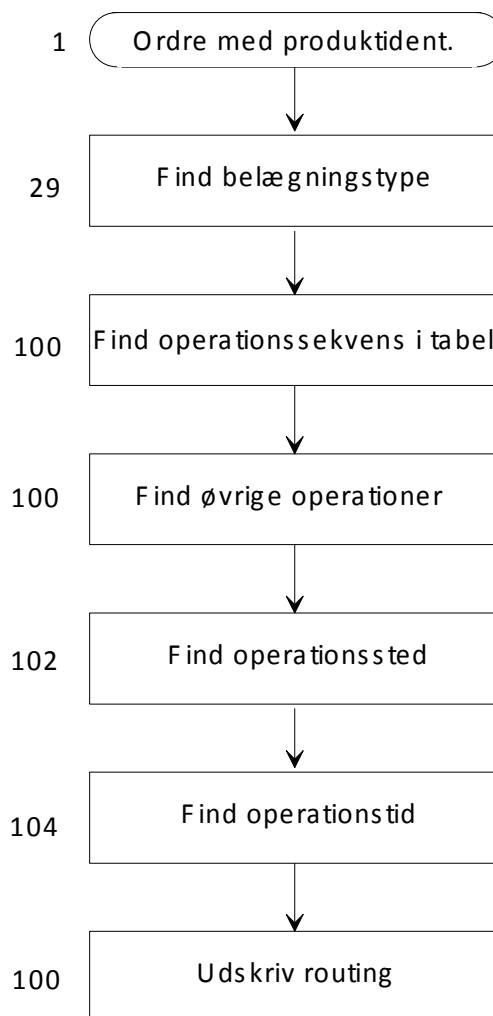 1 Ordre med produktident.
29 Find belægningstype
100 Find operationssekvens i tabel
100 Find øvrige operationer
102 Find operationssted
104 Find operationstid
100 Udskriv routing